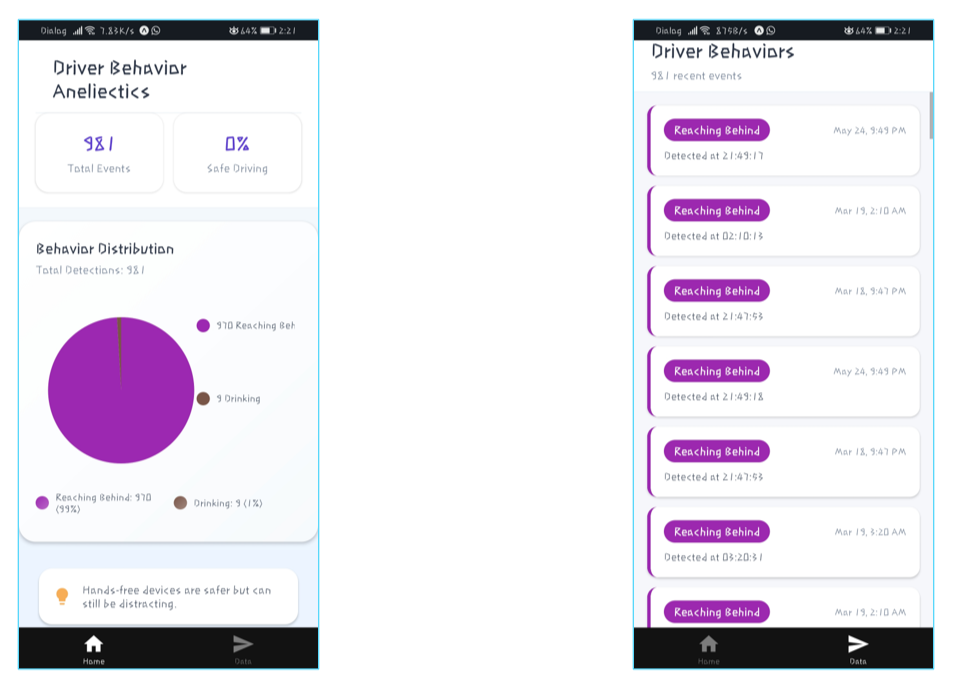 Dialog 7.83K/s 64% 2:21
Driver Behavior
Aneliectics
981
Total Events
0%
Safe Driving
Behavior Distribution
Total Detections: 981
970 Reaching Beh
9 Drinking
Reaching Behind: 970
(99%)
Drinking: 9 (1%)
Hands-free devices are safer but can
still be distracting.
Home
Data
Dialog 875B/s 64% 2:21
Driver Behaviors
981 recent events
Reaching Behind
May 24, 9:49 PM
Detected at 21:49:17
Reaching Behind
Mar 19, 2:10 AM
Detected at 02:10:13
Reaching Behind
Mar 18, 9:47 PM
Detected at 21:47:53
Reaching Behind
May 24, 9:49 PM
Detected at 21:49:18
Reaching Behind
Mar 18, 9:47 PM
Detected at 21:47:53
Reaching Behind
Mar 19, 3:20 AM
Detected at 03:20:31
Reaching Behind
Mar 19, 2:10 AM
Home
Data